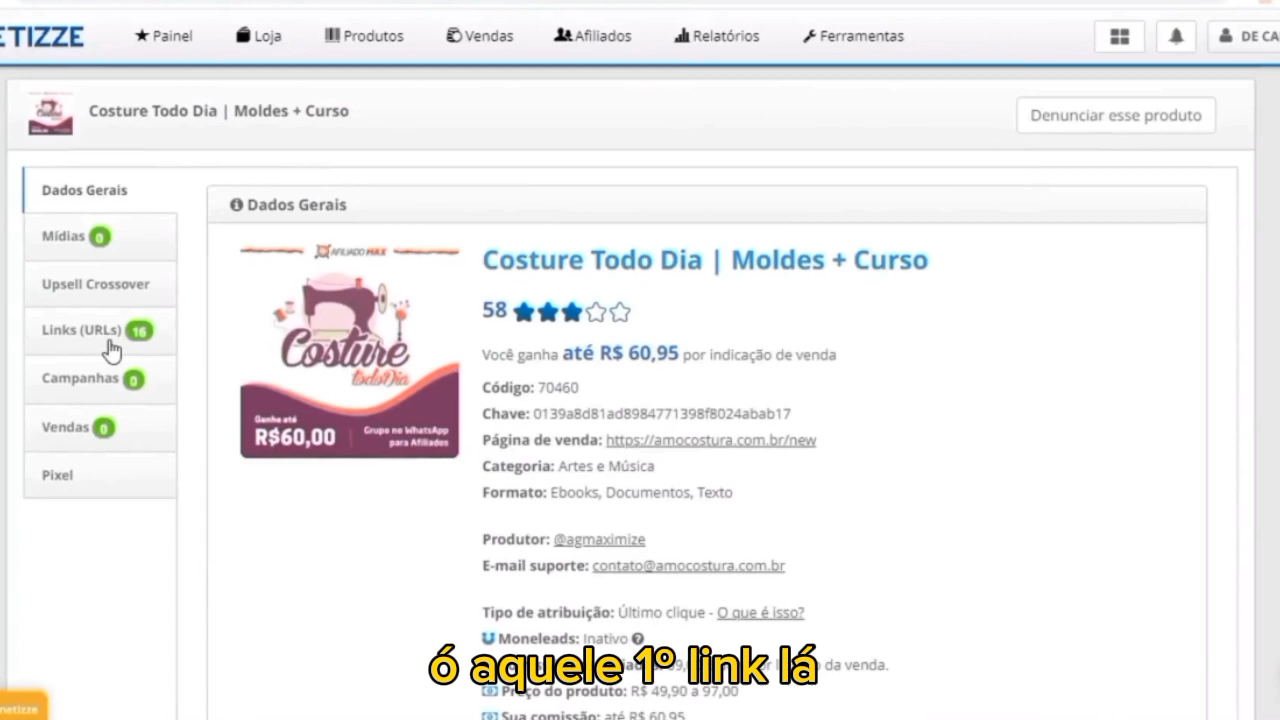 ETIZZE
Painel
Loja
Produtos
Vendas
Afiliados
Relatórios
Ferramentas
DE CA
Costure Todo Dia | Moldes + Curso
Denunciar esse produto
Dados Gerais
Mídias 0
Upsell Crossover
Links (URLs) 16
Campanhas 0
Vendas 0
Pixel
Dados Gerais
AFILIADO MAX
Costure
todo Dia
Ganhe até
R$60,00
Grupo no WhatsApp
para Afiliados
Costure Todo Dia | Moldes + Curso
58
Você ganha até R$ 60,95 por indicação de venda
Código: 70460
Chave: 0139a8d81ad8984771398f8024abab17
Página de venda: https://amocostura.com.br/new
Categoria: Artes e Música
Formato: Ebooks, Documentos, Texto
Produtor: @agmaximize
E-mail suporte: contato@amocostura.com.br
Tipo de atribuição: Último clique - O que é isso?
Moneleads: Inativo
da venda.
ó aquele 1º link lá
Preço do produto: R$ 49,90 a 97,00
Sua comissão: até R$ 60,95
netizze